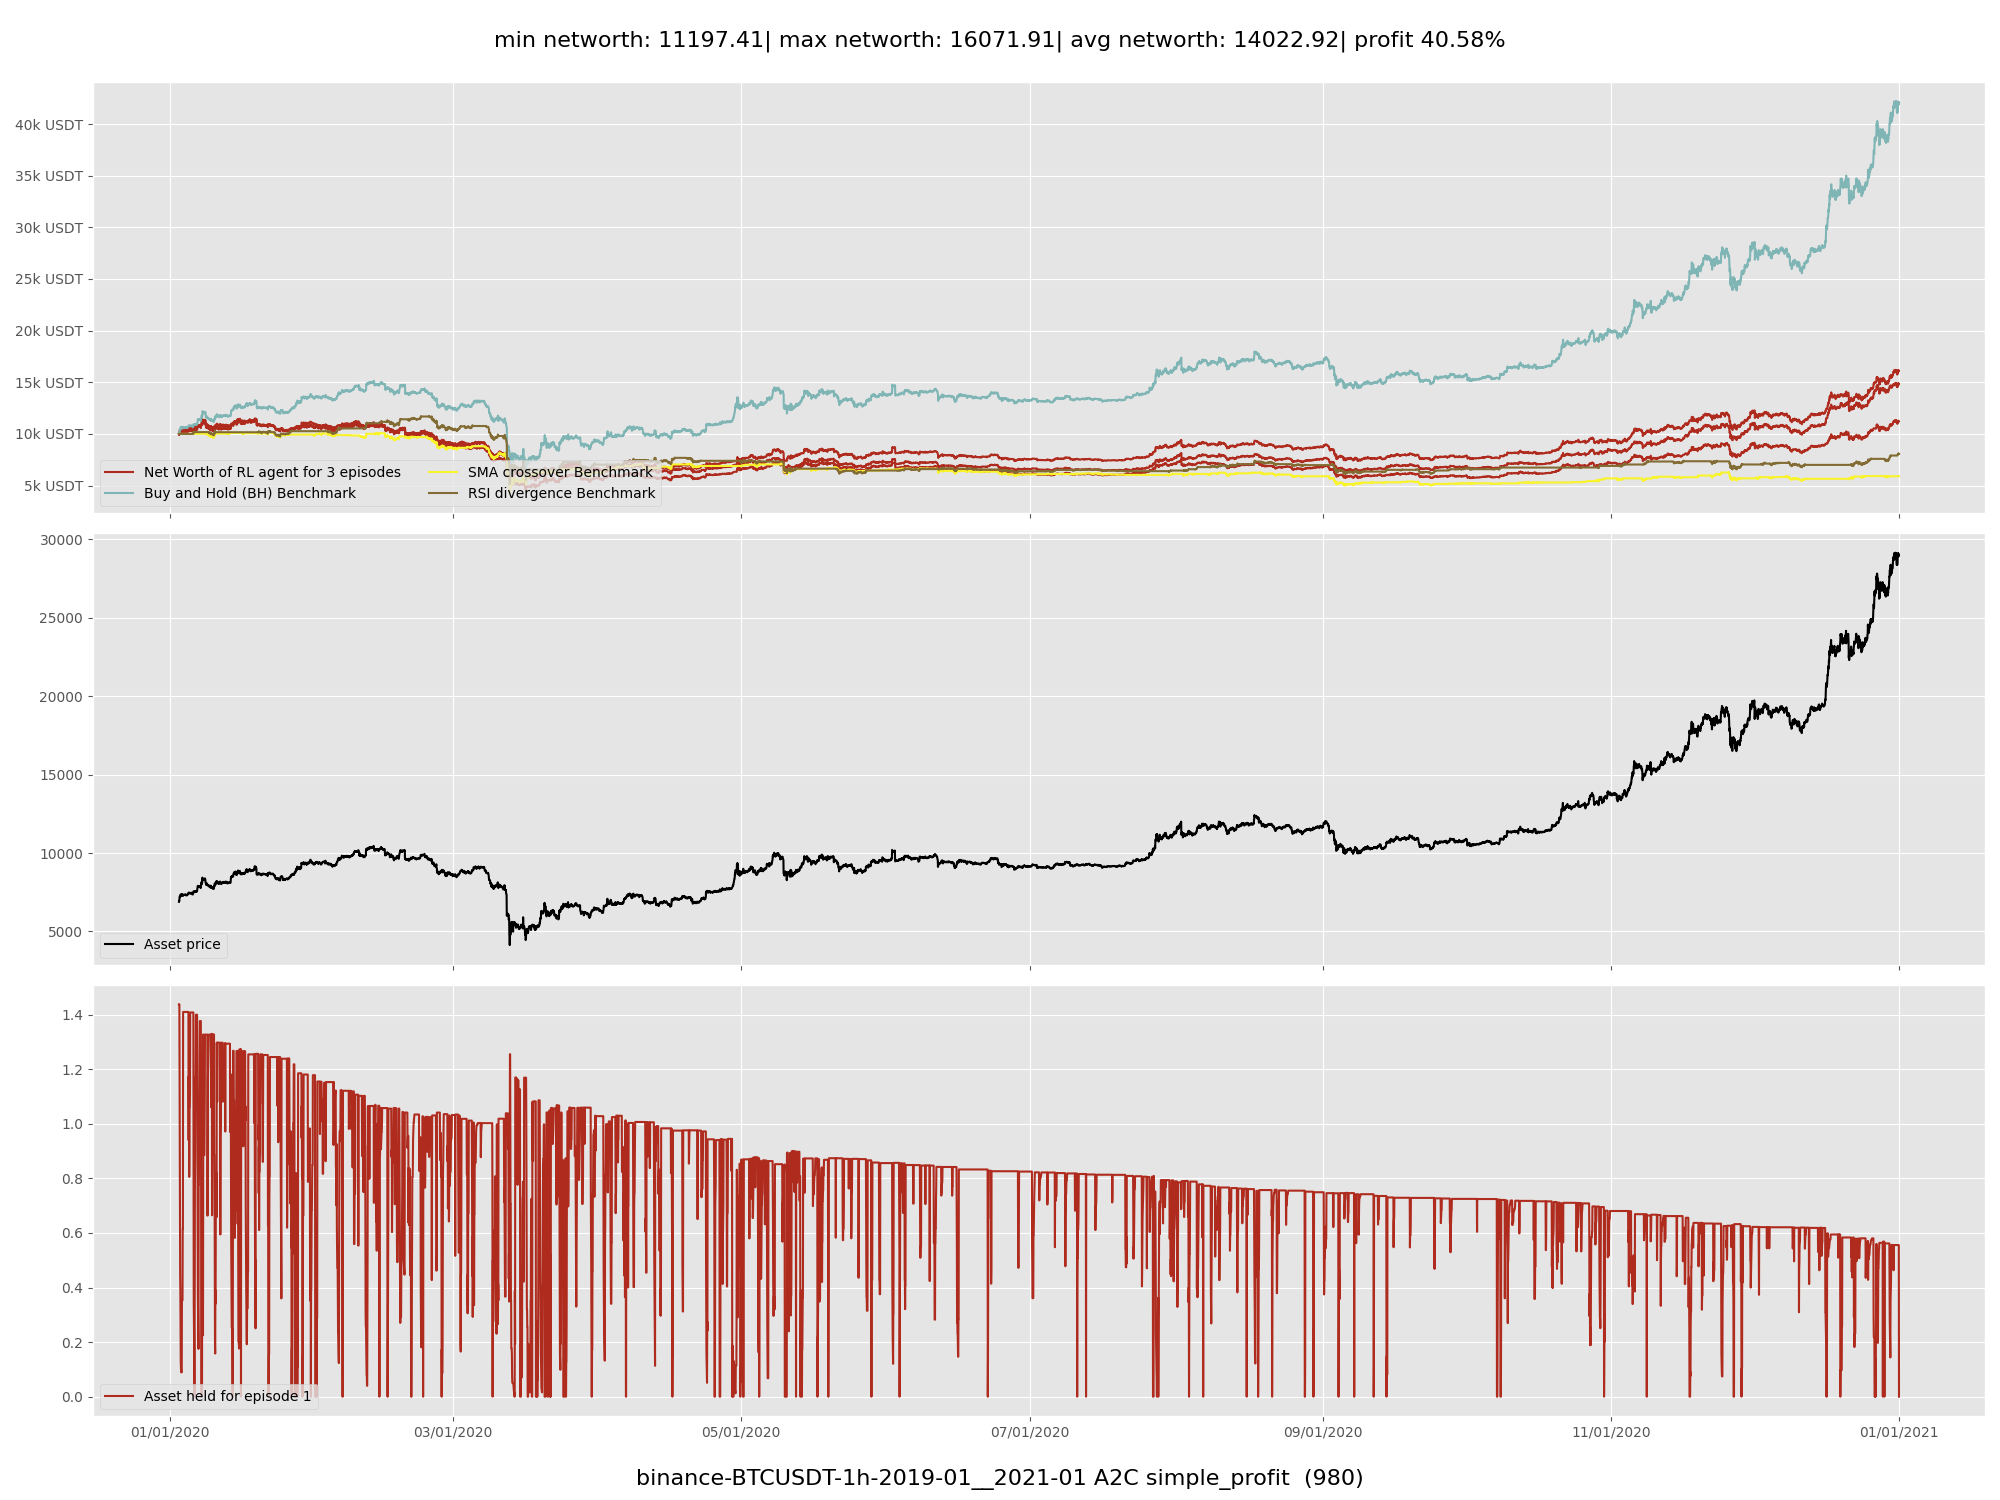 min networth: 11197.41| max networth: 16071.91| avg networth: 14022.92| profit 40.58%
40k USDT
35k USDT
30k USDT
25k USDT
20k USDT
15k USDT
10k USDT
5k USDT
Net Worth of RL agent for 3 episodes
Buy and Hold (BH) Benchmark
SMA crossover Benchmark
RSI divergence Benchmark
30000
25000
20000
15000
10000
5000
Asset price
1.4
1.2
1.0
0.8
0.6
0.4
0.2
0.0
Asset held for episode 1
01/01/2020 03/01/2020 05/01/2020 07/01/2020 09/01/2020 11/01/2020 01/01/2021
binance-BTCUSDT-1h-2019-01__2021-01 A2C simple_profit (980)